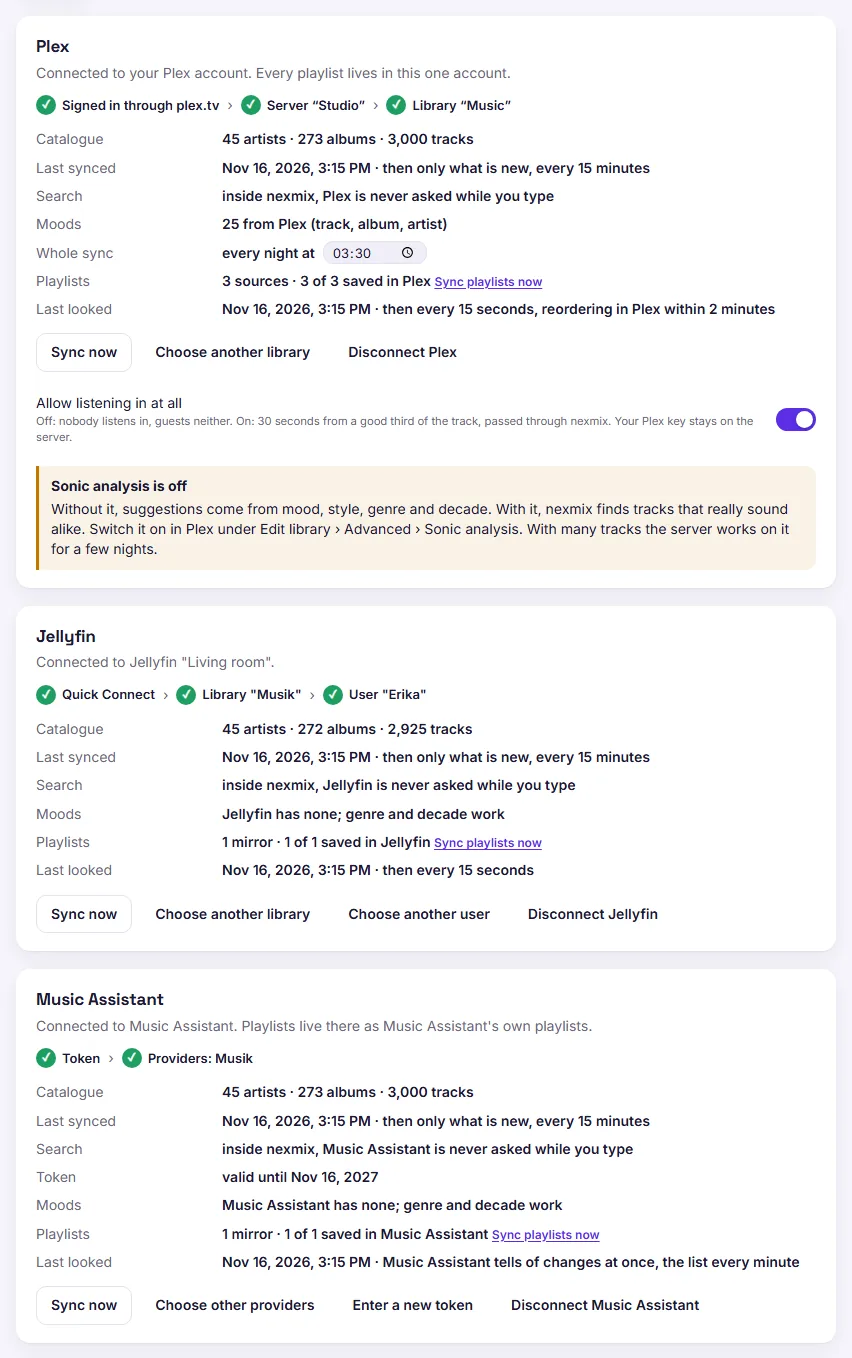 Plex
Connected to your Plex account. Every playlist lives in this one account.
Signed in through plex.tv › Server “Studio” › Library “Music”
Catalogue 45 artists · 273 albums · 3,000 tracks
Last synced Nov 16, 2026, 3:15 PM · then only what is new, every 15 minutes
Search inside nexmix, Plex is never asked while you type
Moods 25 from Plex (track, album, artist)
Whole sync every night at 03:30
Playlists 3 sources · 3 of 3 saved in Plex Sync playlists now
Last looked Nov 16, 2026, 3:15 PM · then every 15 seconds, reordering in Plex within 2 minutes
Sync now Choose another library Disconnect Plex
Allow listening in at all
Off: nobody listens in, guests neither. On: 30 seconds from a good third of the track, passed through nexmix. Your Plex key stays on the
server.
Sonic analysis is off
Without it, suggestions come from mood, style, genre and decade. With it, nexmix finds tracks that really sound
alike. Switch it on in Plex under Edit library › Advanced › Sonic analysis. With many tracks the server works on it
for a few nights.
Jellyfin
Connected to Jellyfin "Living room".
Quick Connect › Library "Musik" › User "Erika"
Catalogue 45 artists · 272 albums · 2,925 tracks
Last synced Nov 16, 2026, 3:15 PM · then only what is new, every 15 minutes
Search inside nexmix, Jellyfin is never asked while you type
Moods Jellyfin has none; genre and decade work
Playlists 1 mirror · 1 of 1 saved in Jellyfin Sync playlists now
Last looked Nov 16, 2026, 3:15 PM · then every 15 seconds
Sync now Choose another library Choose another user Disconnect Jellyfin
Music Assistant
Connected to Music Assistant. Playlists live there as Music Assistant's own playlists.
Token › Providers: Musik
Catalogue 45 artists · 273 albums · 3,000 tracks
Last synced Nov 16, 2026, 3:15 PM · then only what is new, every 15 minutes
Search inside nexmix, Music Assistant is never asked while you type
Token valid until Nov 16, 2027
Moods Music Assistant has none; genre and decade work
Playlists 1 mirror · 1 of 1 saved in Music Assistant Sync playlists now
Last looked Nov 16, 2026, 3:15 PM · Music Assistant tells of changes at once, the list every minute
Sync now Choose other providers Enter a new token Disconnect Music Assistant